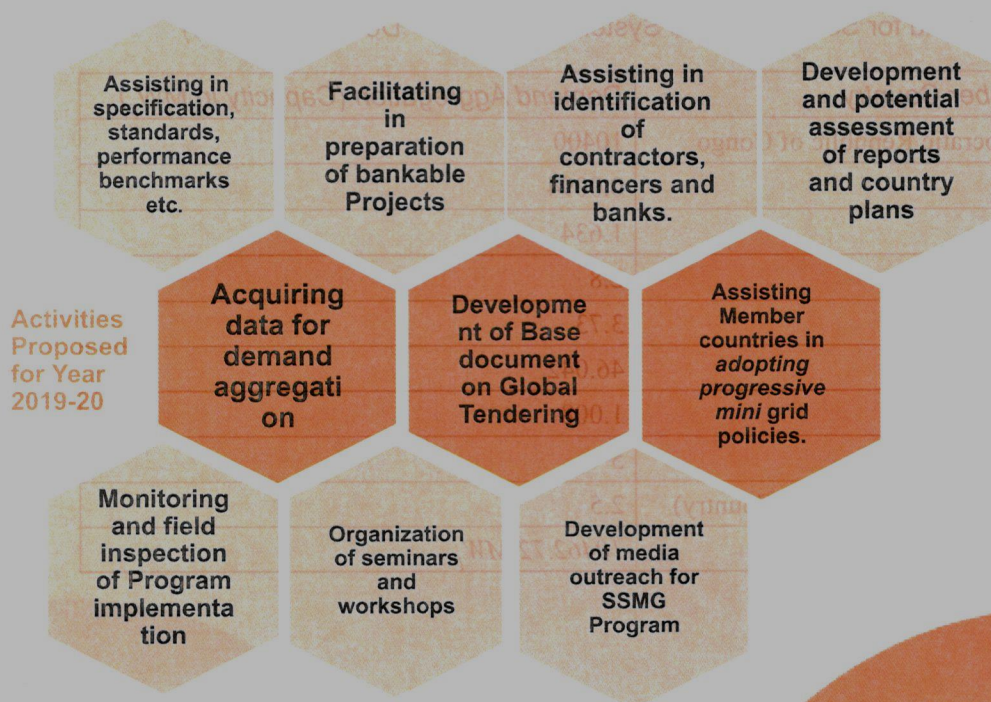 Assisting in
specification,
standards,
performance
benchmarks
etc.
Facilitating
in
preparation
of bankable
Projects
Assisting in
identification
of
contractors,
financers and
banks.
Development
and potential
assessment
of reports
and country
plans
Activities
Proposed
for Year
2019-20
Acquiring
data for
demand
aggregati
on
Developme
nt of Base
document
on Global
Tendering
Assisting
Member
countries in
adopting
progressive
mini grid
policies.
Monitoring
and field
inspection
of Program
implementa
tion
Organization
of seminars
and
workshops
Development
of media
outreach for
SSMG
Program